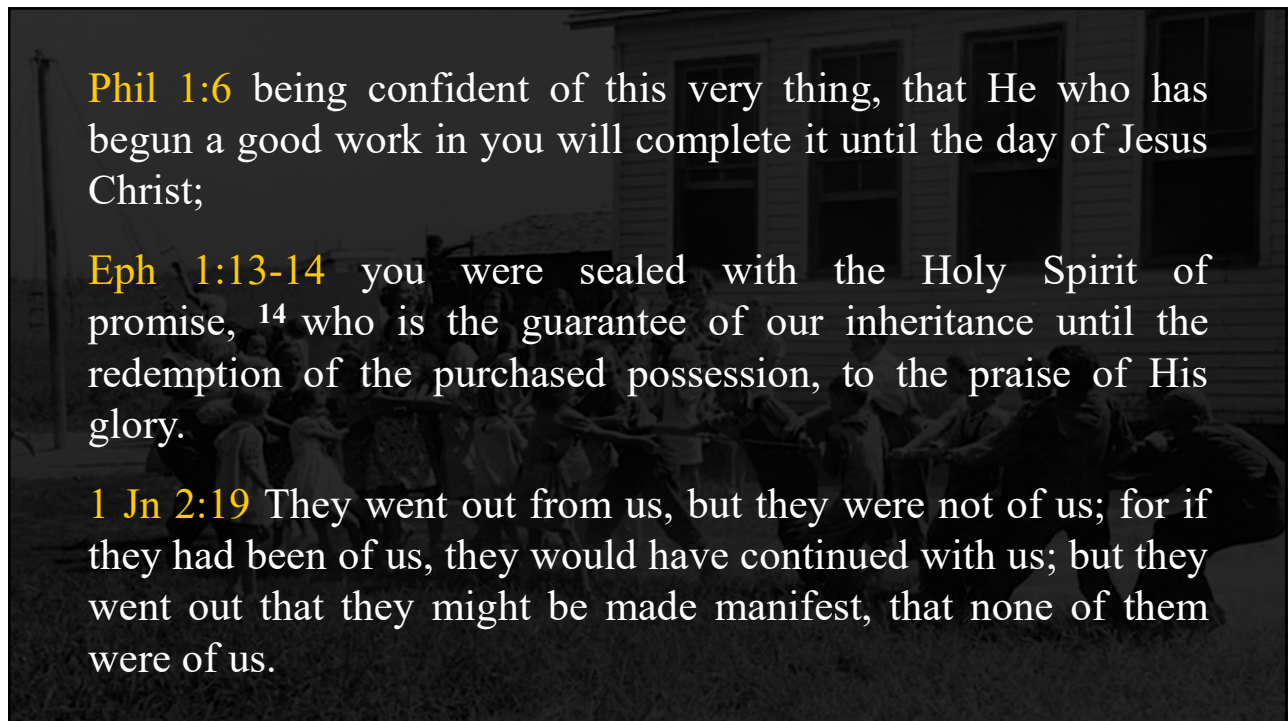 Phil 1:6 being confident of this very thing, that He who has
begun a good work in you will complete it until the day of Jesus
Christ;
Eph 1:13-14 you were sealed with the Holy Spirit of
promise, 14 who is the guarantee of our inheritance until the
redemption of the purchased possession, to the praise of His
glory.
1 Jn 2:19 They went out from us, but they were not of us; for if
they had been of us, they would have continued with us; but they
went out that they might be made manifest, that none of them
were of us.